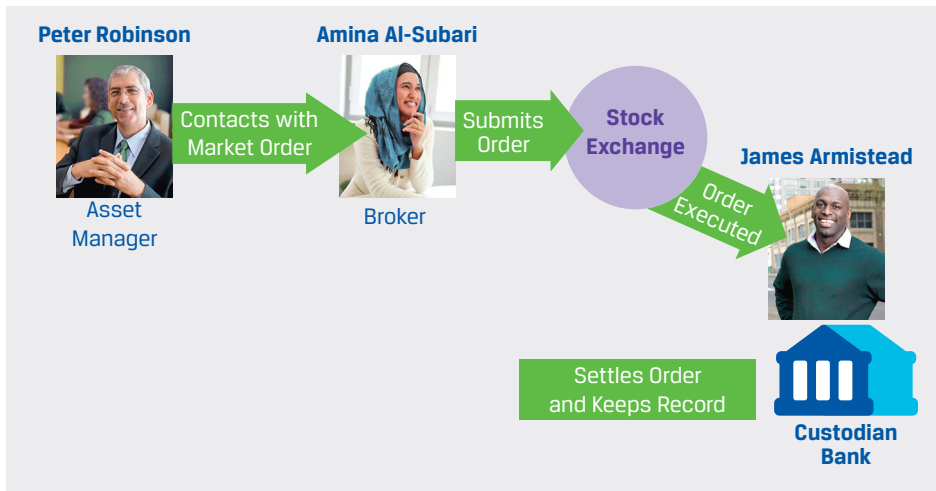 Peter Robinson
Amina Al-Subari
Contacts with
Market Order
Submits
Order
Stock
Exchange
James Armistead
Order
Executed
Asset
Manager
Broker
Settles Order
and Keeps Record
Custodian
Bank